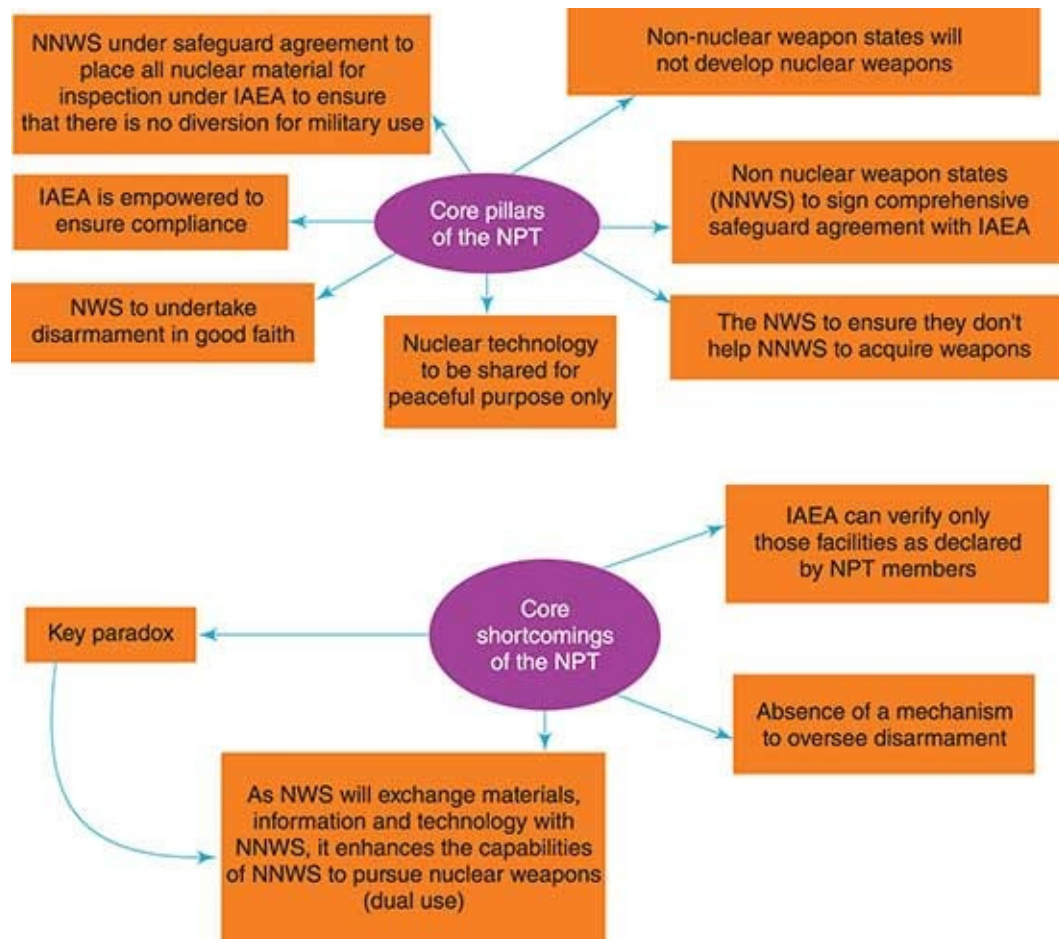 NNWS under safeguard agreement to
place all nuclear material for
inspection under IAEA to ensure
that there is no diversion for military use
Non-nuclear weapon states will
not develop nuclear weapons
IAEA is empowered to
ensure compliance
Core pillars
of the NPT
Non nuclear weapon states
(NNWS) to sign comprehensive
safeguard agreement with IAEA
NWS to undertake
disarmament in good faith
Nuclear technology
to be shared for
peaceful purpose only
The NWS to ensure they don't
help NNWS to acquire weapons
IAEA can verify only
those facilities as declared
by NPT members
Key paradox
Core
shortcomings
of the NPT
Absence of a mechanism
to oversee disarmament
As NWS will exchange materials,
information and technology with
NNWS, it enhances the capabilities
of NNWS to pursue nuclear weapons
(dual use)